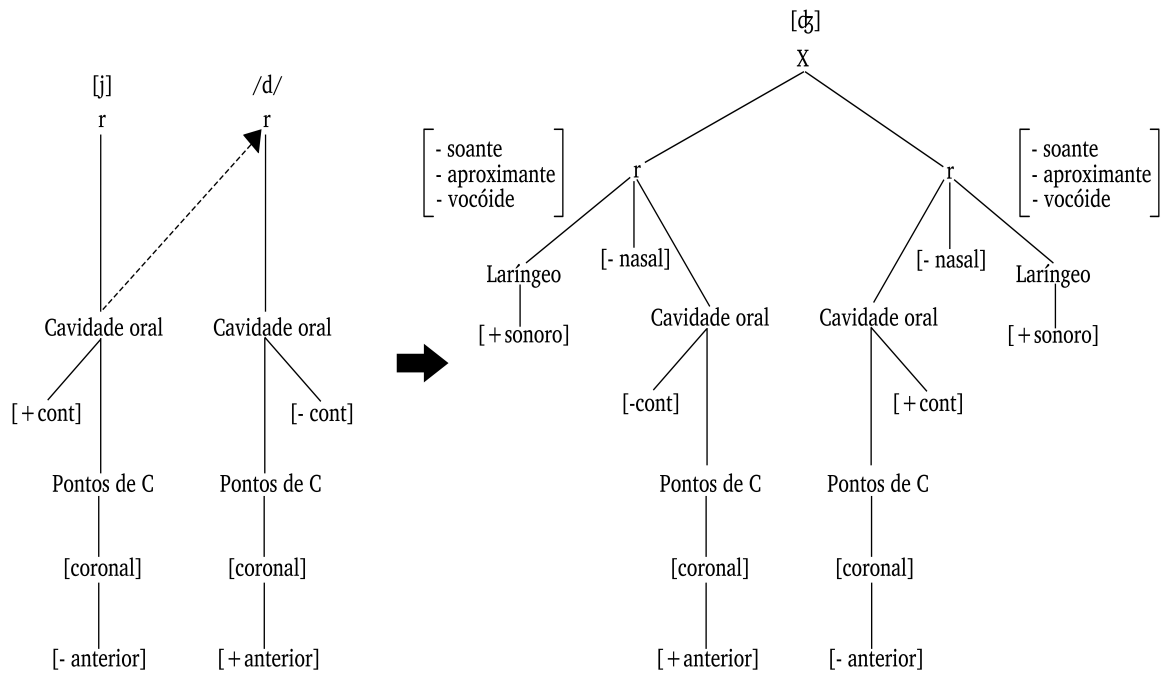 [ʤ]
X
[j] /d/
r r
- soante
- aproximante
- vocóide
r
r
- soante
- aproximante
- vocóide
[- nasal] [- nasal]
Laríngeo Laríngeo
[+sonoro] [+sonoro]
Cavidade oral Cavidade oral
Cavidade oral Cavidade oral
[+cont] [- cont]
[-cont] [+cont]
Pontos de C Pontos de C Pontos de C Pontos de C
[coronal] [coronal] [coronal] [coronal]
[- anterior] [+anterior] [+anterior] [- anterior]